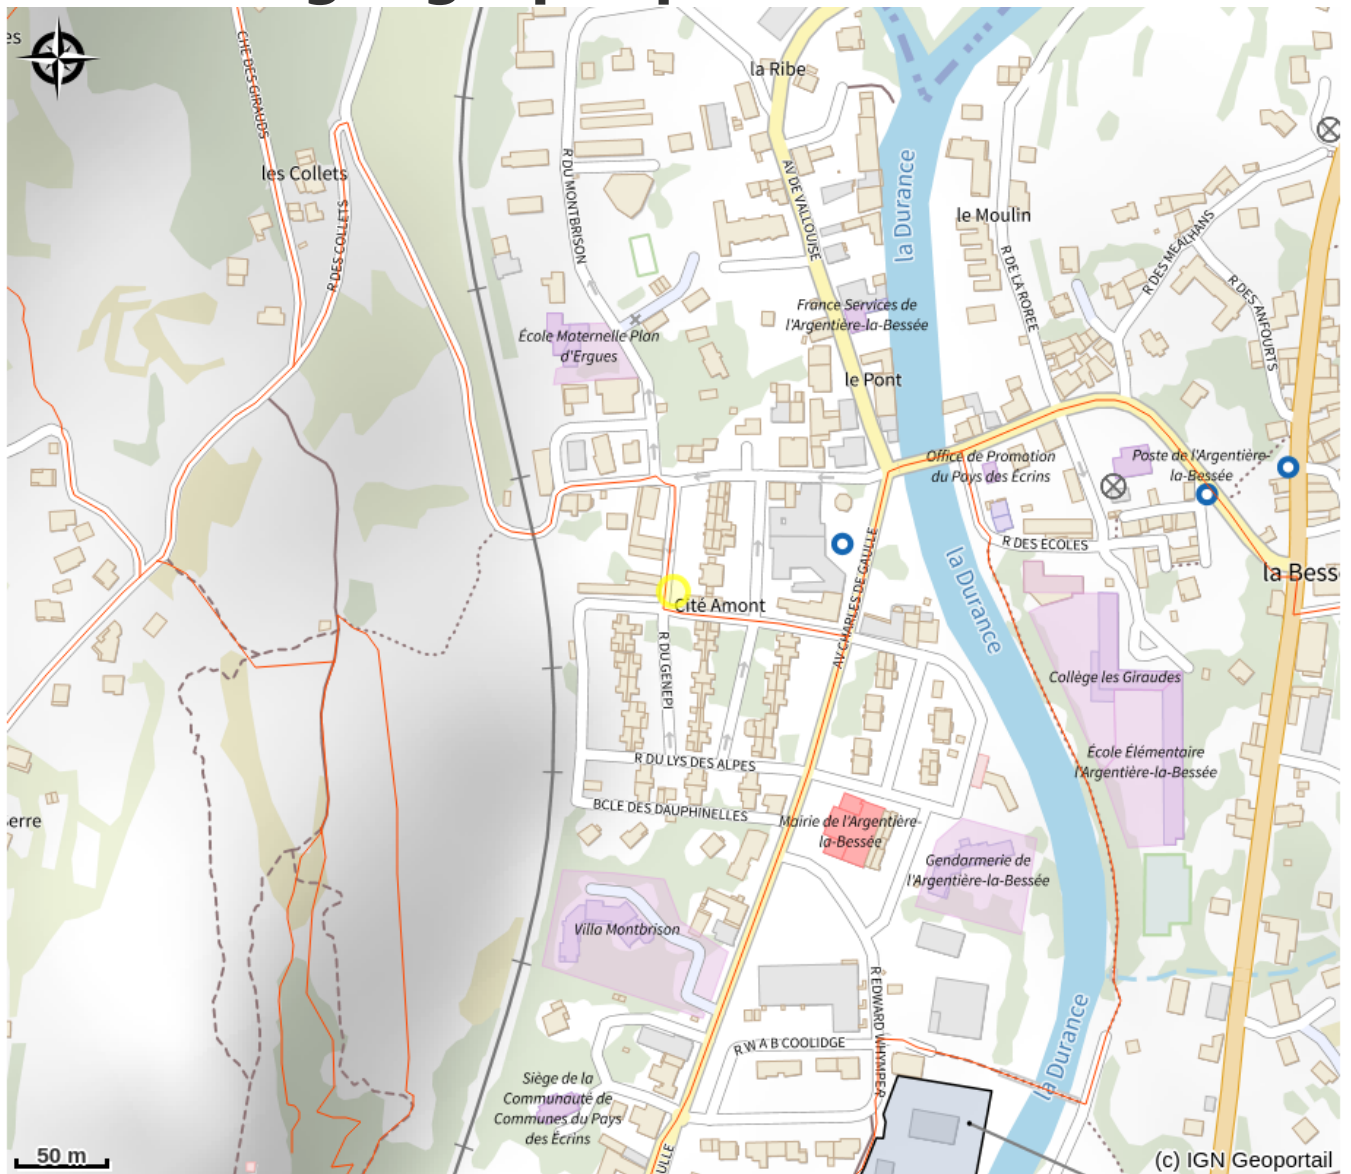 la Ribe
CHE DES GIRAUDS
les Collets
R DU MONTBRISON
AV DE VALLOUISE
la Durance
le Moulin
R DES COLLETS
R DE LA ROREE
R DES MEALHANS
R DES ANFOURTS
France Services de
l'Argentière-la-Bessée
École Maternelle Plan
d'Ergues
le Pont
Office de Promotion
du Pays des Écrins
Poste de l'Argentière-
la-Bessée
R DES ECOLES
la Durance
la Bess
Cité Amont
AV CHARLES DE GAULLE
R DU GENEPI
Collège les Giraudes
École Élémentaire
l'Argentière-la-Bessée
R DU LYS DES ALPES
BCLE DES DAUPHINELLES
Mairie de l'Argentière-
la-Bessée
erre
Gendarmerie de
l'Argentière-la-Bessée
Villa Montbrison
R EDWARD WHYMPER
R W A B COOLIDGE
la Durance
Siège de la
Communauté de
Communes du Pays
des Écrins
ULLE
50 m
(c) IGN Geoportail